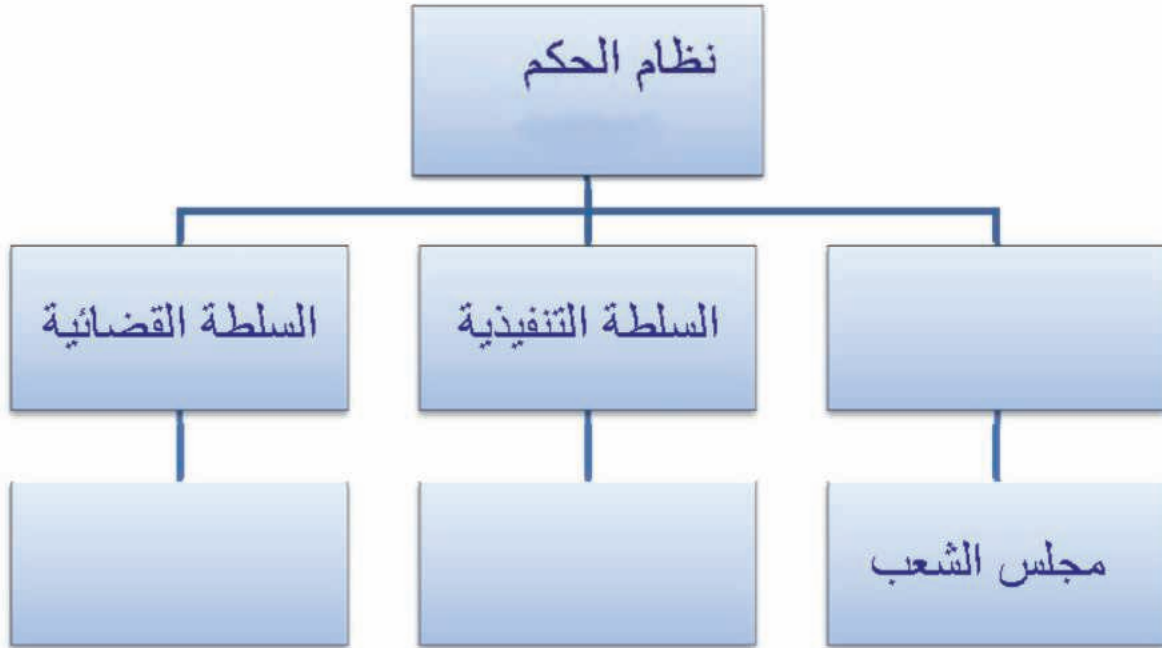 نظام الحكم
السلطة التنفيذية
السلطة القضائية
مجلس الشعب